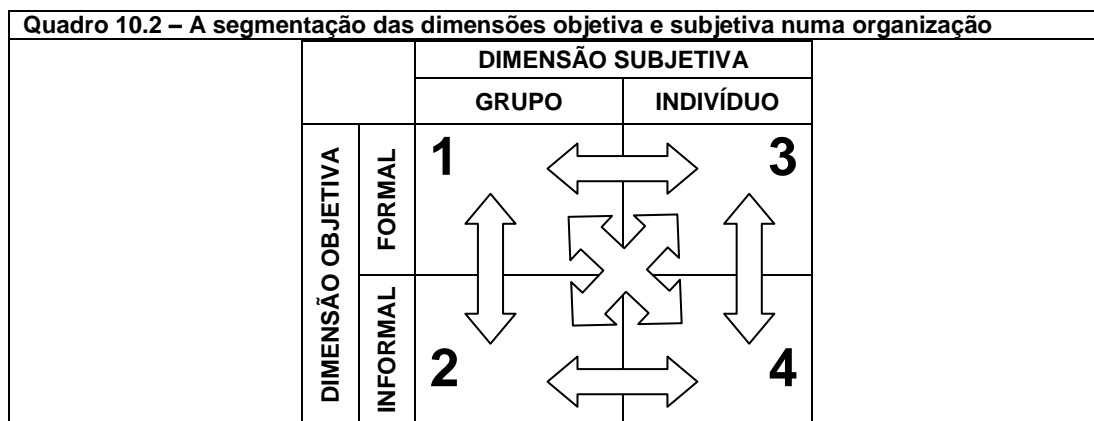 Quadro 10.2 – A segmentação das dimensões objetiva e subjetiva numa organização
DIMENSÃO SUBJETIVA
GRUPO INDIVÍDUO
DIMENSÃO OBJETIVA
FORMAL
1 3
INFORMAL
2 4